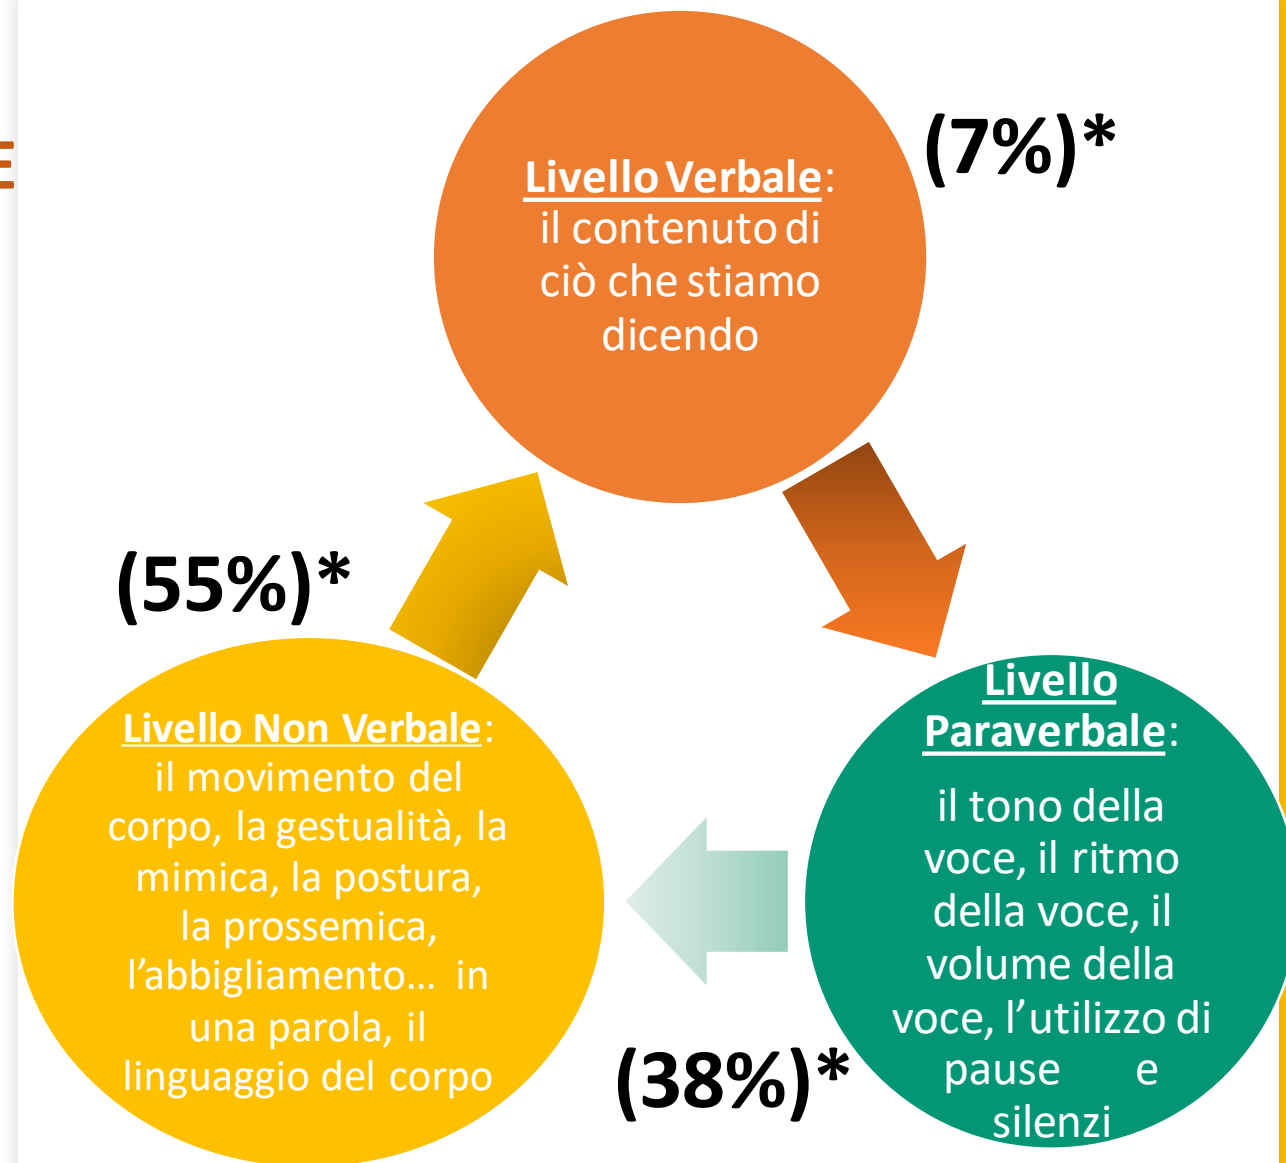 E
(7%)*
Livello Verbale:
il contenuto di
ciò che stiamo
dicendo
(55%)*
Livello Non Verbale:
il movimento del
corpo, la gestualità, la
mimica, la postura,
la prossemica,
l’abbigliamento... in
una parola, il
linguaggio del corpo
Livello
Paraverbale:
il tono della
voce, il ritmo
della voce, il
volume della
voce, l’utilizzo di
pause e
silenzi
(38%)*